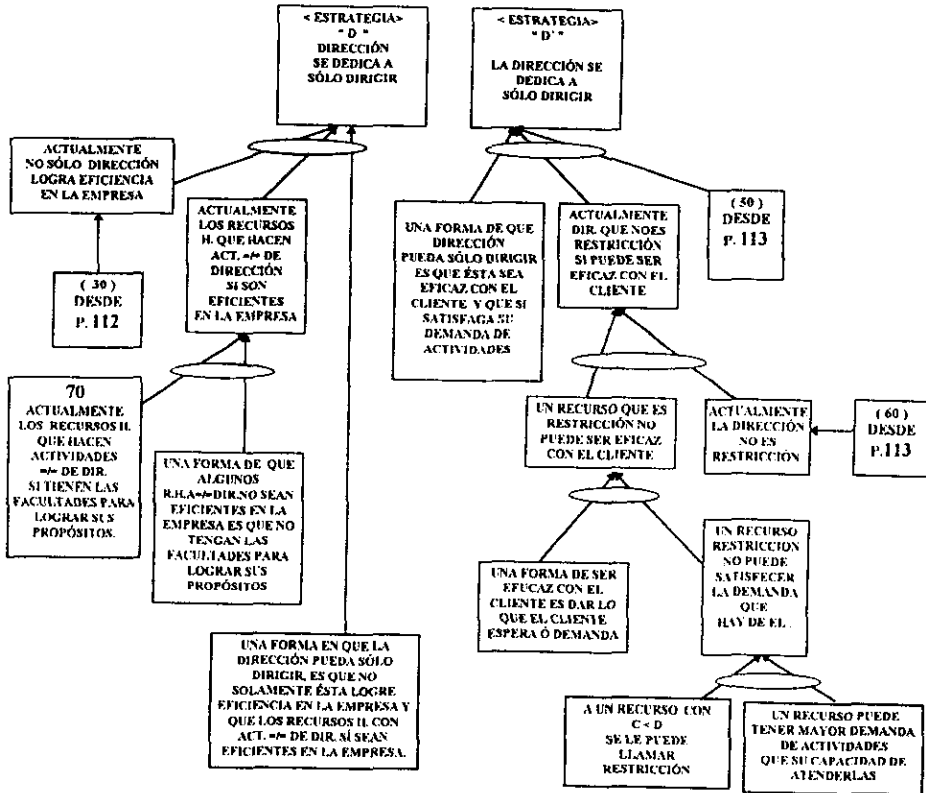 < ESTRATEGIA>
" D "
DIRECCIÓN
SE DEDICA A
SÓLO DIRIGIR
< ESTRATEGIA>
" D' "
LA DIRECCIÓN SE
DEDICA A
SÓLO DIRIGIR
ACTUALMENTE
NO SÓLO DIRECCIÓN
LOGRA EFICIENCIA
EN LA EMPRESA
( 30 )
DESDE
P. 112
ACTUALMENTE
LOS RECURSOS
H. QUE HACEN
ACT. =/= DE
DIRECCIÓN
SI SON
EFICIENTES
EN LA EMPRESA
UNA FORMA DE QUE
DIRECCIÓN
PUEDA SÓLO DIRIGIR
ES QUE ÉSTA SEA
EFICAZ CON EL
CLIENTE Y QUE SI
SATISFAGA SU
DEMANDA DE
ACTIVIDADES
ACTUALMENTE
DIR. QUE NOES
RESTRICCIÓN
SI PUEDE SER
EFICAZ CON EL
CLIENTE
( 50 )
DESDE
P. 113
70
ACTUALMENTE
LOS RECURSOS H.
QUE HACEN
ACTIVIDADES
=/= DE DIR.
SI TIENEN LAS
FACULTADES PARA
LOGRAR SUS
PROPÓSITOS.
UNA FORMA DE QUE
ALGUNOS
R.H.A=/=DIR.NO SEAN
EFICIENTES EN LA
EMPRESA ES QUE NO
TENGAN LAS
FACULTADES PARA
LOGRAR SUS
PROPÓSITOS
UN RECURSO QUE ES
RESTRICCIÓN NO
PUEDE SER EFICAZ
CON EL CLIENTE
ACTUALMENTE
LA DIRECCIÓN
NO ES
RESTRICCIÓN
( 60 )
DESDE
P.113
UNA FORMA DE SER
EFUCAZ CON EL
CLIENTE ES DAR LO
QUE EL CLIENTE
ESPERA Ó DEMANDA
UN RECURSO
RESTRICCION
NO PUEDE
SATISFECER
LA DEMANDA
QUE
HAY DE EL .
UNA FORMA EN QUE LA
DIRECCIÓN PUEDA SÓLO
DIRIGIR, ES QUE NO
SOLAMENTE ÉSTA LOGRE
EFICIENCIA EN LA EMPRESA Y
QUE LOS RECURSOS H. CON
ACT. =/= DE DIR. SÍ SEAN
EFICIENTES EN LA EMPRESA.
A UN RECURSO CON
C < D
SE LE PUEDE
LLAMAR
RESTRICCIÓN
UN RECURSO PUEDE
TENER MAYOR DEMANDA
DE ACTIVIDADES
QUE SU CAPACIDAD DE
ATENDERLAS